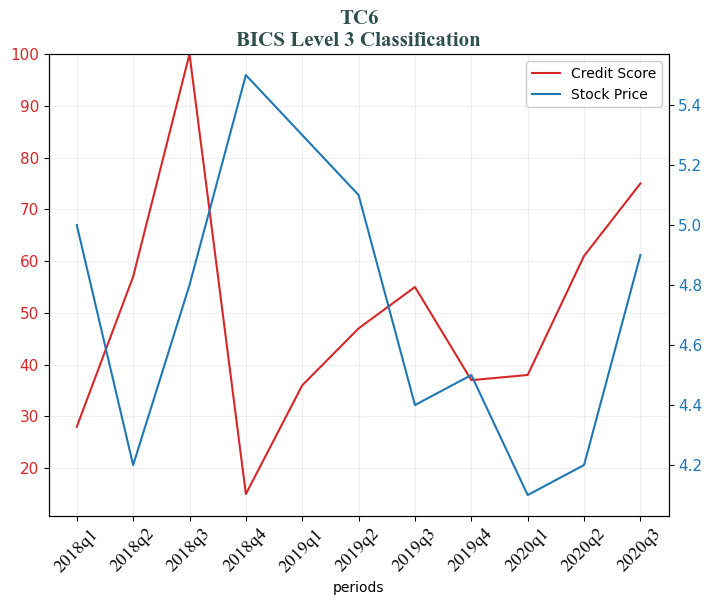 TC6
BICS Level 3 Classification
100
90
80
70
60
50
40
30
20
Credit Score
Stock Price
5.4
5.2
5.0
4.8
4.6
4.4
4.2
2018q1
2018q2
2018q3
2018q4
2019q1
2019q2
2019q3
2019q4
2020q1
2020q2
2020q3
periods